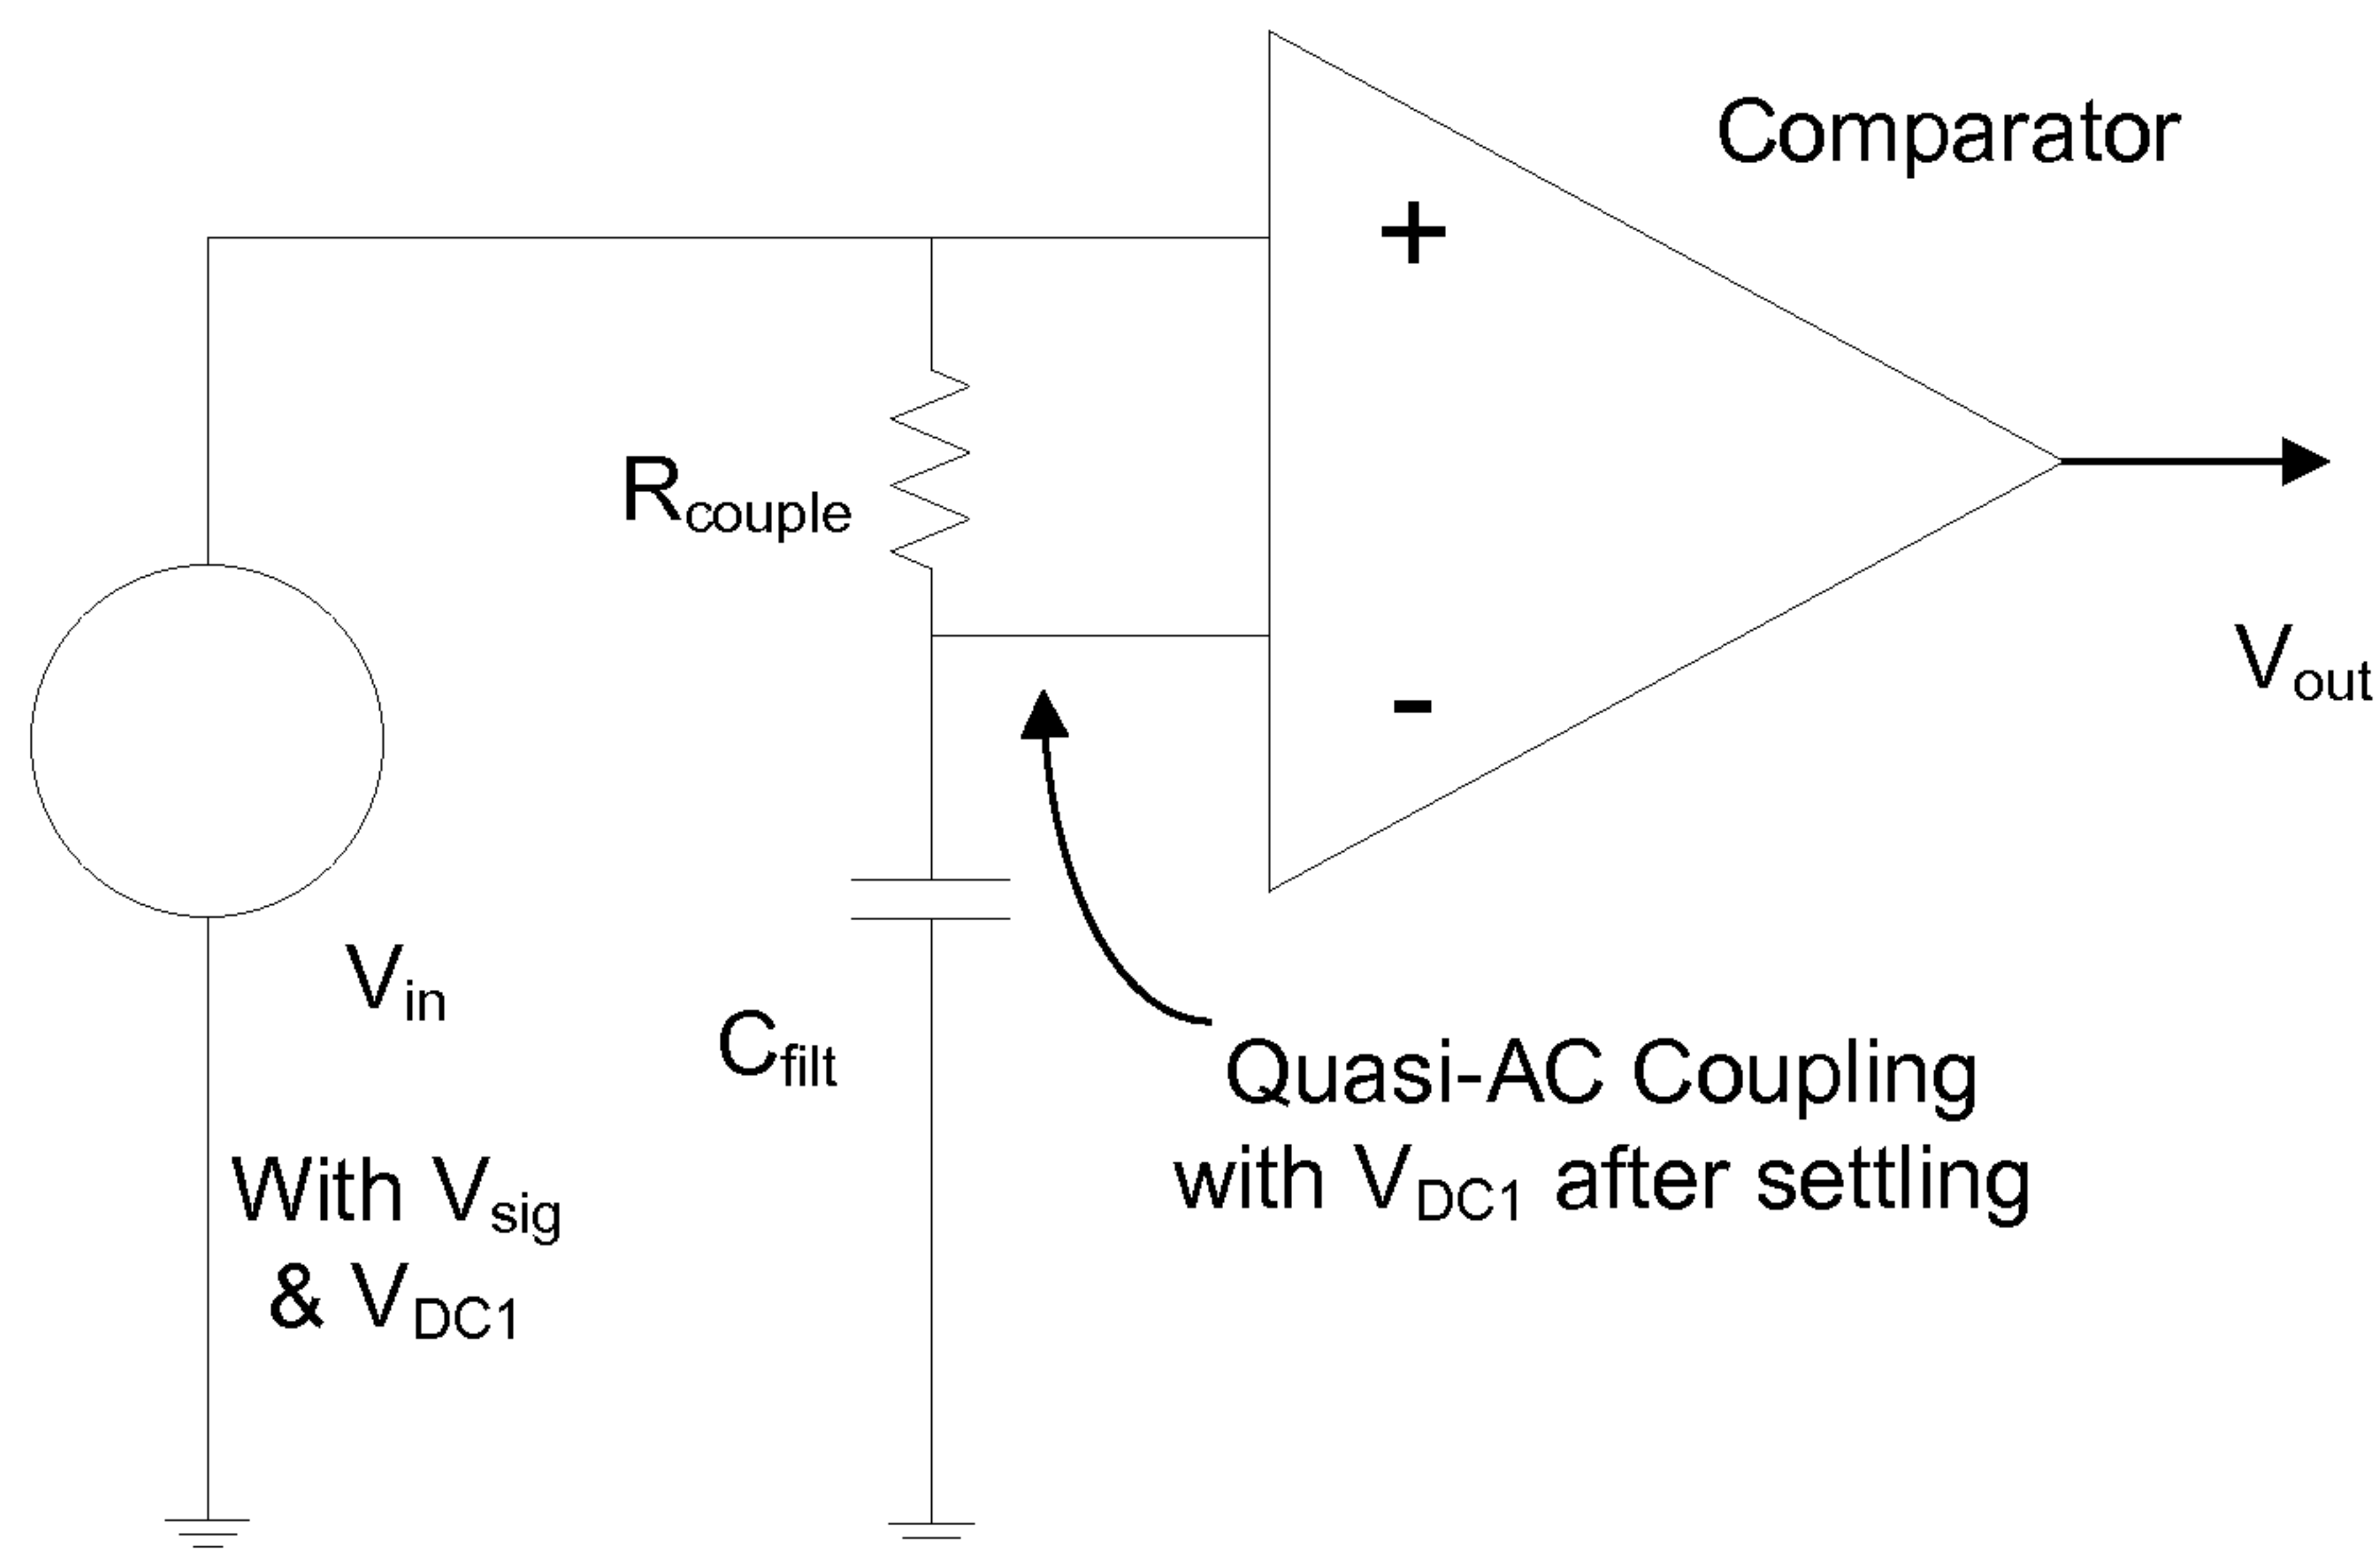 Comparator
+
Rcouple
-
Vout
Vin
Cfilt
Quasi-AC Coupling
with VDC1 after settling
With Vsig
& VDC1